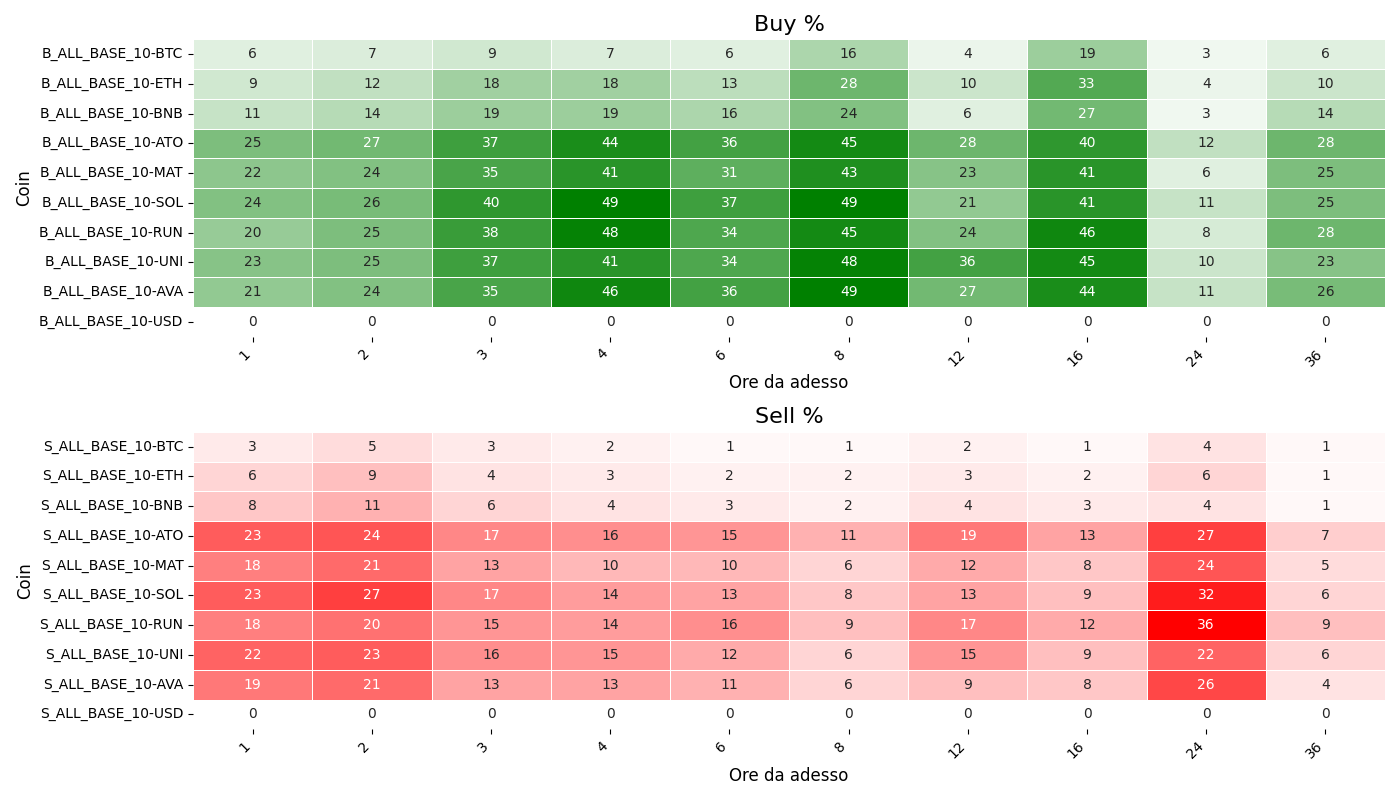 Buy %
Coin
B_ALL_BASE_10-BTC 6 7 9 7 6 16 4 19 3 6
B_ALL_BASE_10-ETH 9 12 18 18 13 28 10 33 4 10
B_ALL_BASE_10-BNB 11 14 19 19 16 24 6 27 3 14
B_ALL_BASE_10-ATO 25 27 37 44 36 45 28 40 12 28
B_ALL_BASE_10-MAT 22 24 35 41 31 43 23 41 6 25
B_ALL_BASE_10-SOL 24 26 40 49 37 49 21 41 11 25
B_ALL_BASE_10-RUN 20 25 38 48 34 45 24 46 8 28
B_ALL_BASE_10-UNI 23 25 37 41 34 48 36 45 10 23
B_ALL_BASE_10-AVA 21 24 35 46 36 49 27 44 11 26
B_ALL_BASE_10-USD 0 0 0 0 0 0 0 0 0 0
1 2 3 4 6 8 12 16 24 36
Ore da adesso
Sell %
Coin
S_ALL_BASE_10-BTC 3 5 3 2 1 1 2 1 4 1
S_ALL_BASE_10-ETH 6 9 4 3 2 2 3 2 6 1
S_ALL_BASE_10-BNB 8 11 6 4 3 2 4 3 4 1
S_ALL_BASE_10-ATO 23 24 17 16 15 11 19 13 27 7
S_ALL_BASE_10-MAT 18 21 13 10 10 6 12 8 24 5
S_ALL_BASE_10-SOL 23 27 17 14 13 8 13 9 32 6
S_ALL_BASE_10-RUN 18 20 15 14 16 9 17 12 36 9
S_ALL_BASE_10-UNI 22 23 16 15 12 6 15 9 22 6
S_ALL_BASE_10-AVA 19 21 13 13 11 6 9 8 26 4
S_ALL_BASE_10-USD 0 0 0 0 0 0 0 0 0 0
1 2 3 4 6 8 12 16 24 36
Ore da adesso